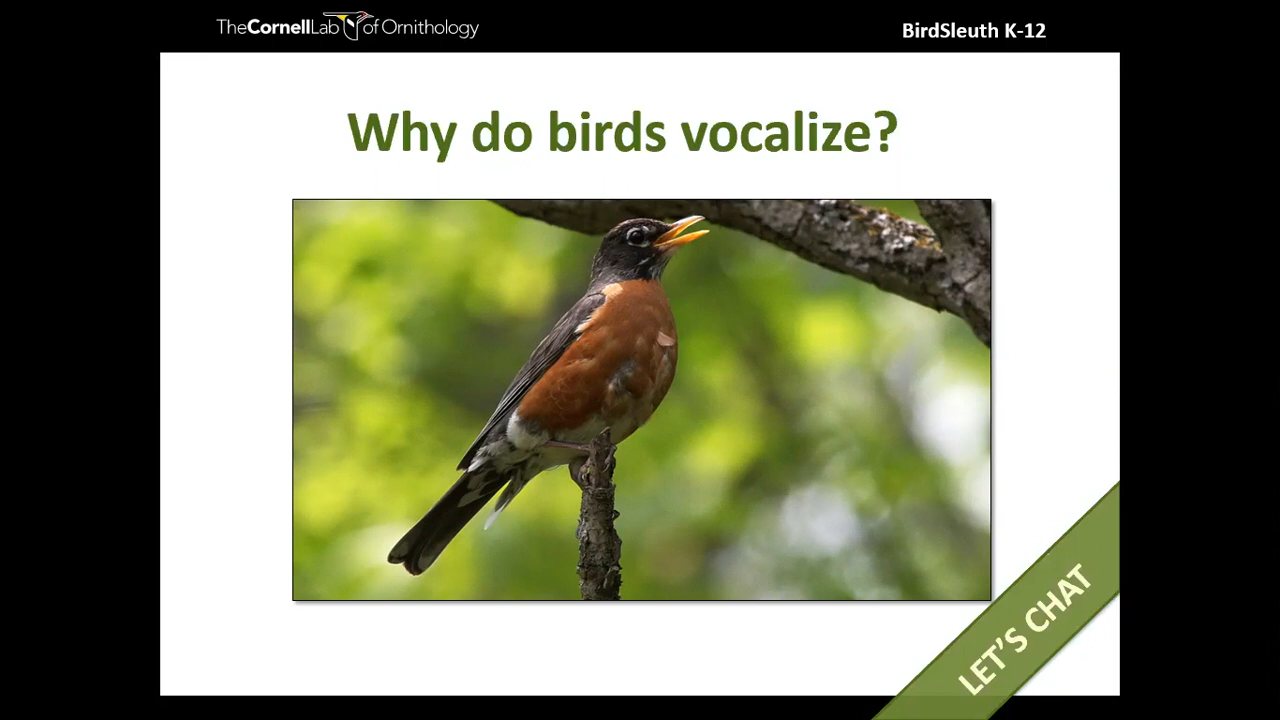 TheCornellLab of Ornithology
BirdSleuth K-12
Why do birds vocalize?
LET'S CHAT